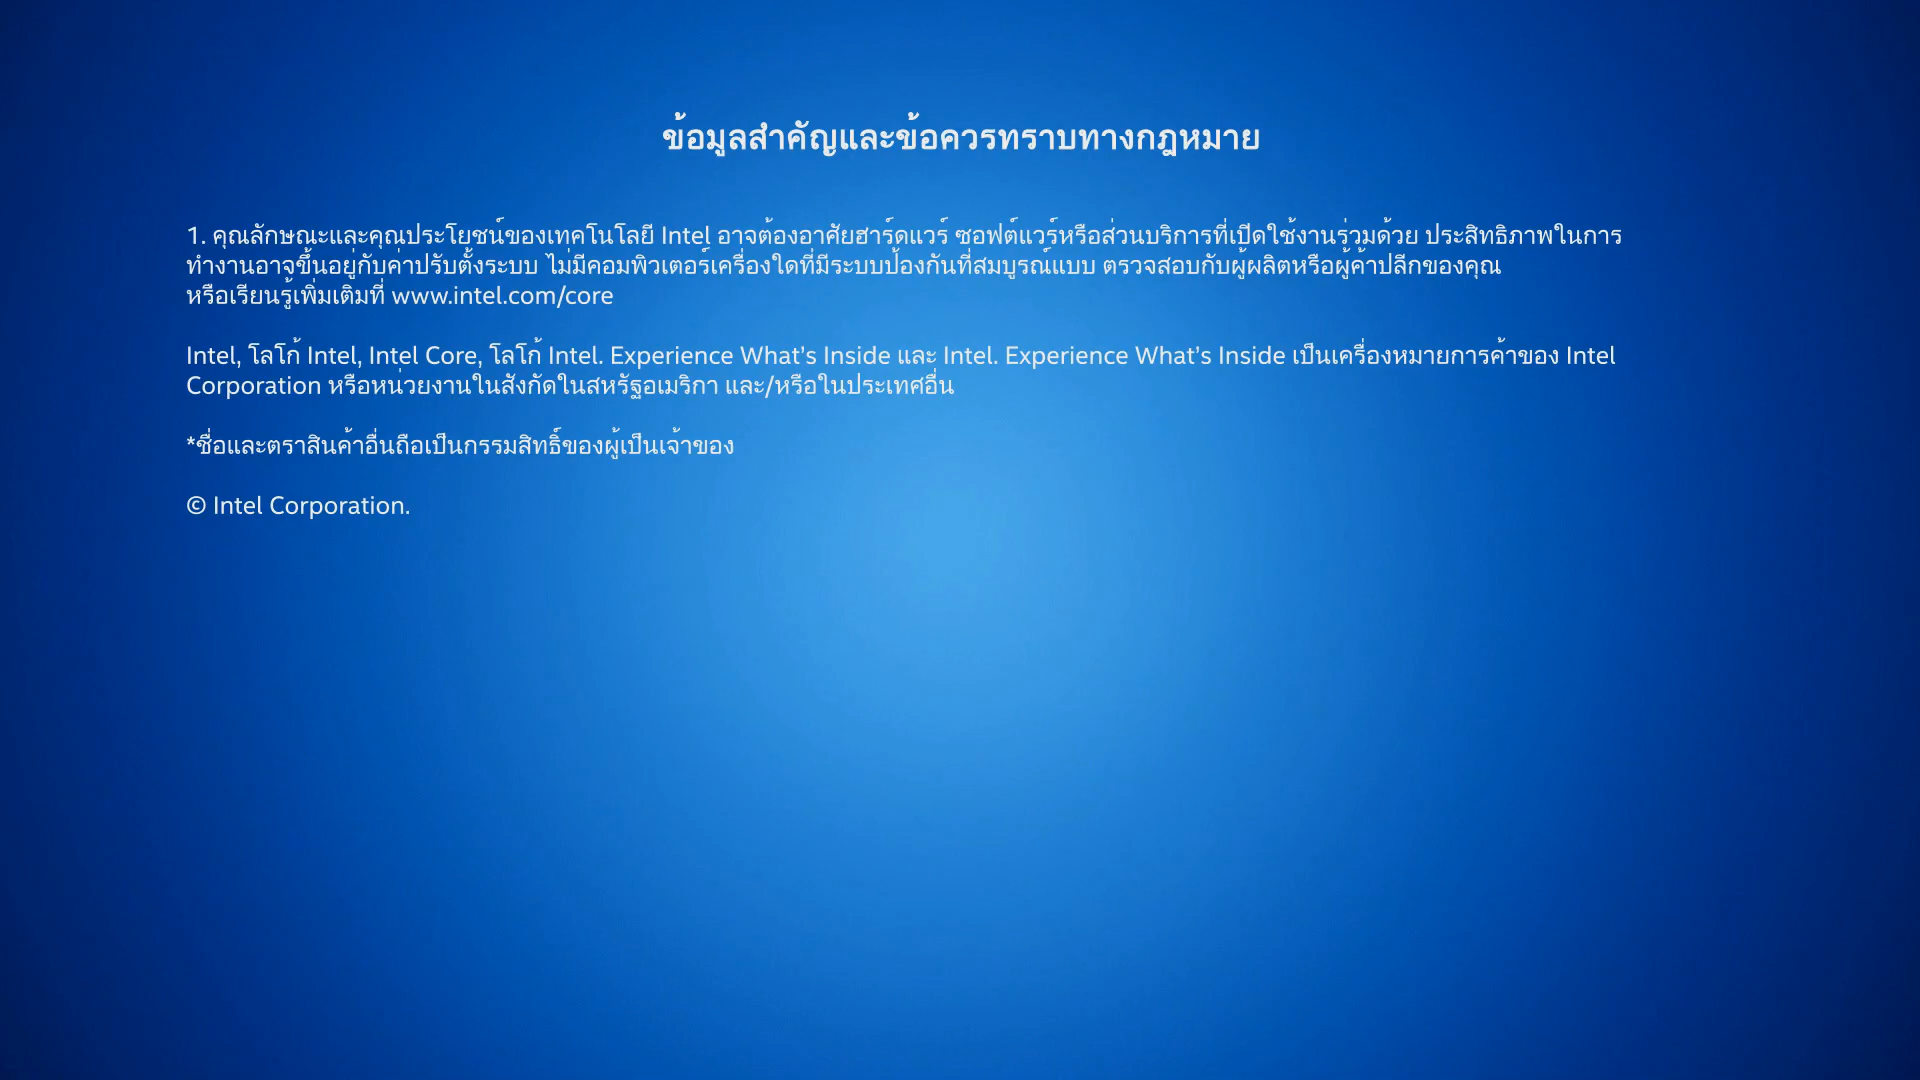 ข้อมูลสำคัญและข้อควรทราบทางกฎหมาย
1. คุณลักษณะและคุณประโยชน์ของเทคโนโลยี Intel อาจต้องอาศัยฮาร์ดแวร์ ซอฟต์แวร์หรือส่วนบริการที่เปิดใช้งานร่วมด้วย ประสิทธิภาพในการ
ทำงานอาจขึ้นอยู่กับค่าปรับตั้งระบบ ไม่มีคอมพิวเตอร์เครื่องใดที่มีระบบป้องกันที่สมบูรณ์แบบ ตรวจสอบกับผู้ผลิตหรือผู้ค้าปลีกของคุณ
หรือเรียนรู้เพิ่มเติมที่ www.intel.com/core
Intel, โลโก้ Intel, Intel Core, โลโก้ Intel. Experience What’s Inside และ Intel. Experience What’s Inside เป็นเครื่องหมายการค้าของ Intel
Corporation หรือหน่วยงานในสังกัดในสหรัฐอเมริกา และ/หรือในประเทศอื่น
*ชื่อและตราสินค้าอื่นถือเป็นกรรมสิทธิ์ของผู้เป็นเจ้าของ
© Intel Corporation.